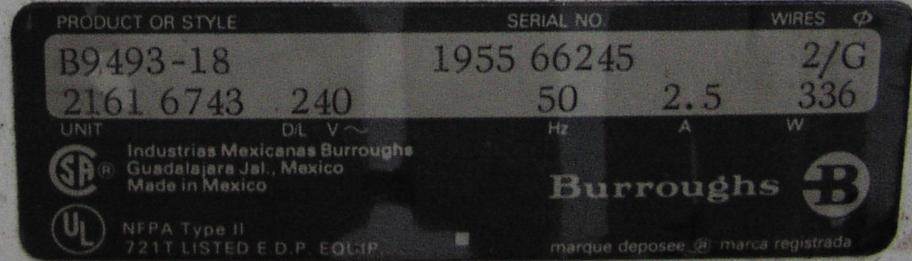 PRODUCT OR STYLE SERIAL NO. WIRES ϕ
B9493-18 1955 66245 2/G
2161 6743 240 50 2.5 336
UNIT D/L V~ Hz A W
SA ® Industrias Mexicanas Burroughs
Guadalajara Jal., Mexico
Made in Mexico
Burroughs B
UL NFPA Type II
721T LISTED E.D.P. EQUIP.
marque deposee ® marca registrada